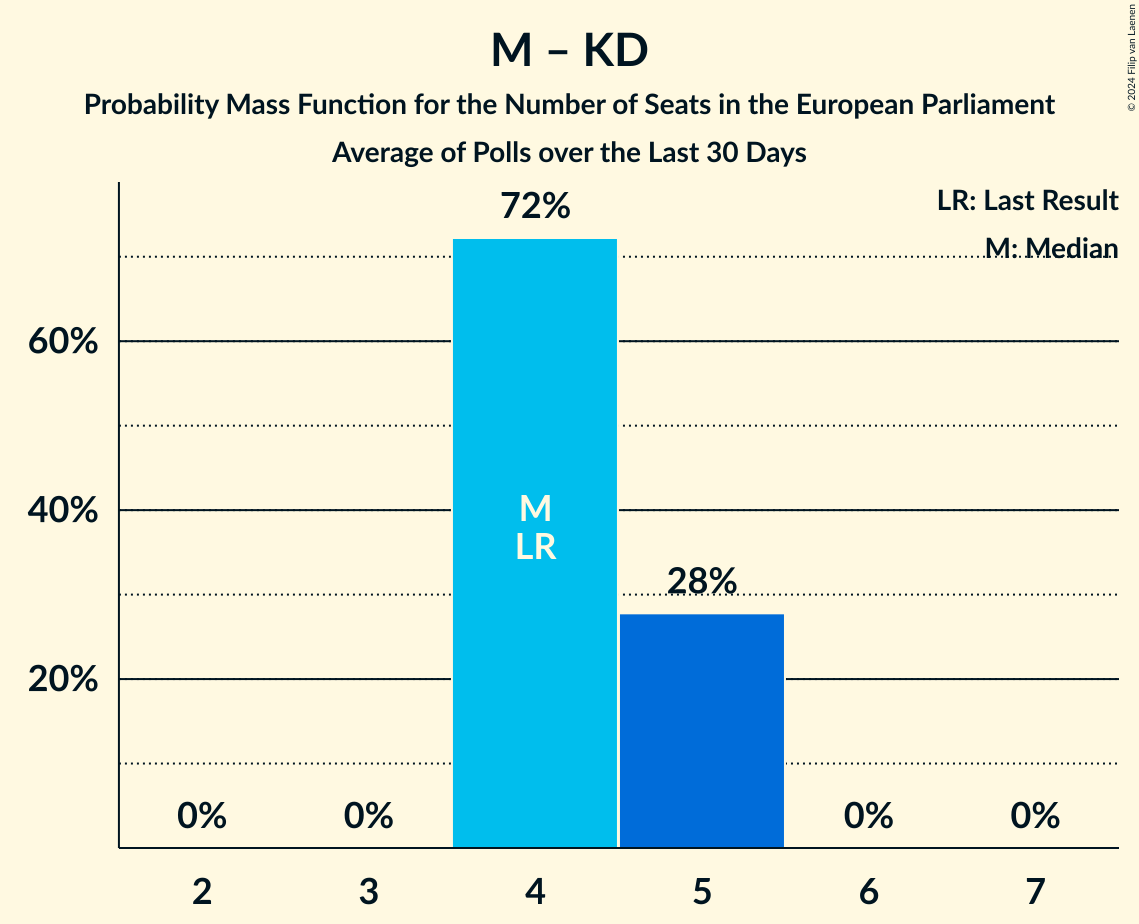 M – KD
Probability Mass Function for the Number of Seats in the European Parliament
Average of Polls over the Last 30 Days
© 2024 Filip van Laenen
LR: Last Result
M: Median
72%
60%
40%
20%
M
LR
28%
0%
0%
0%
0%
2
3
4
5
6
7